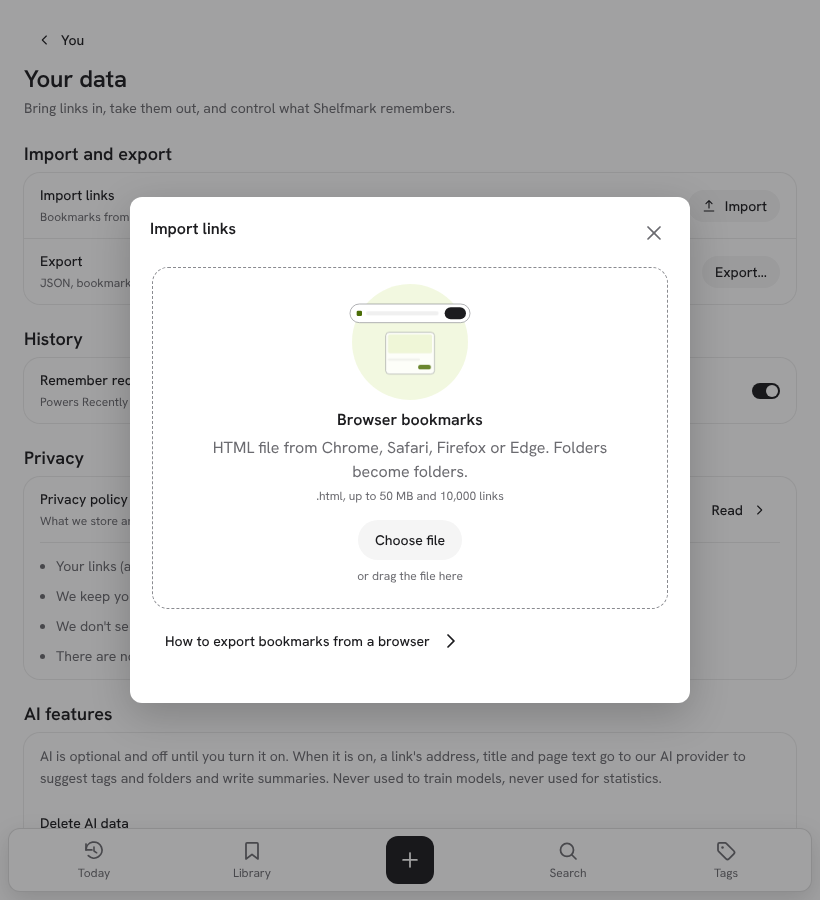 You
Your data
Bring links in, take them out, and control what Shelfmark remembers.
Import and export
Import links
Bookmarks from
Import
Export
JSON, bookmark
Export...
Import links
Browser bookmarks
HTML file from Chrome, Safari, Firefox or Edge. Folders
become folders.
.html, up to 50 MB and 10,000 links
Choose file
or drag the file here
How to export bookmarks from a browser
History
Remember rec
Powers Recently
Privacy
Privacy policy
What we store
Read
Your links
We keep yo
We don't se
There are
AI features
AI is optional and off until you turn it on. When it is on, a link's address, title and page text go to our AI provider to
suggest tags and folders and write summaries. Never used to train models, never used for statistics.
Delete AI data
Today
Library
Search
Tags